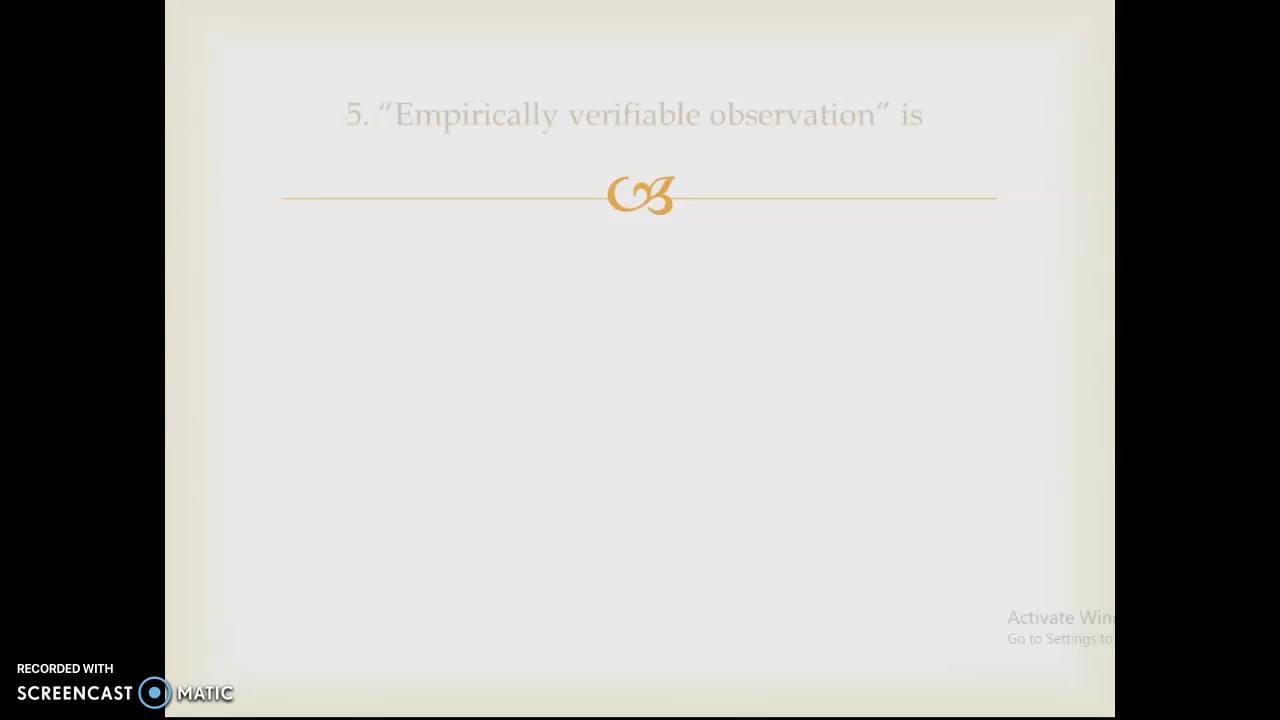 5. “Empirically verifiable observation” is
Activate Win
Go to Settings to
RECORDED WITH
SCREENCAST MATIC